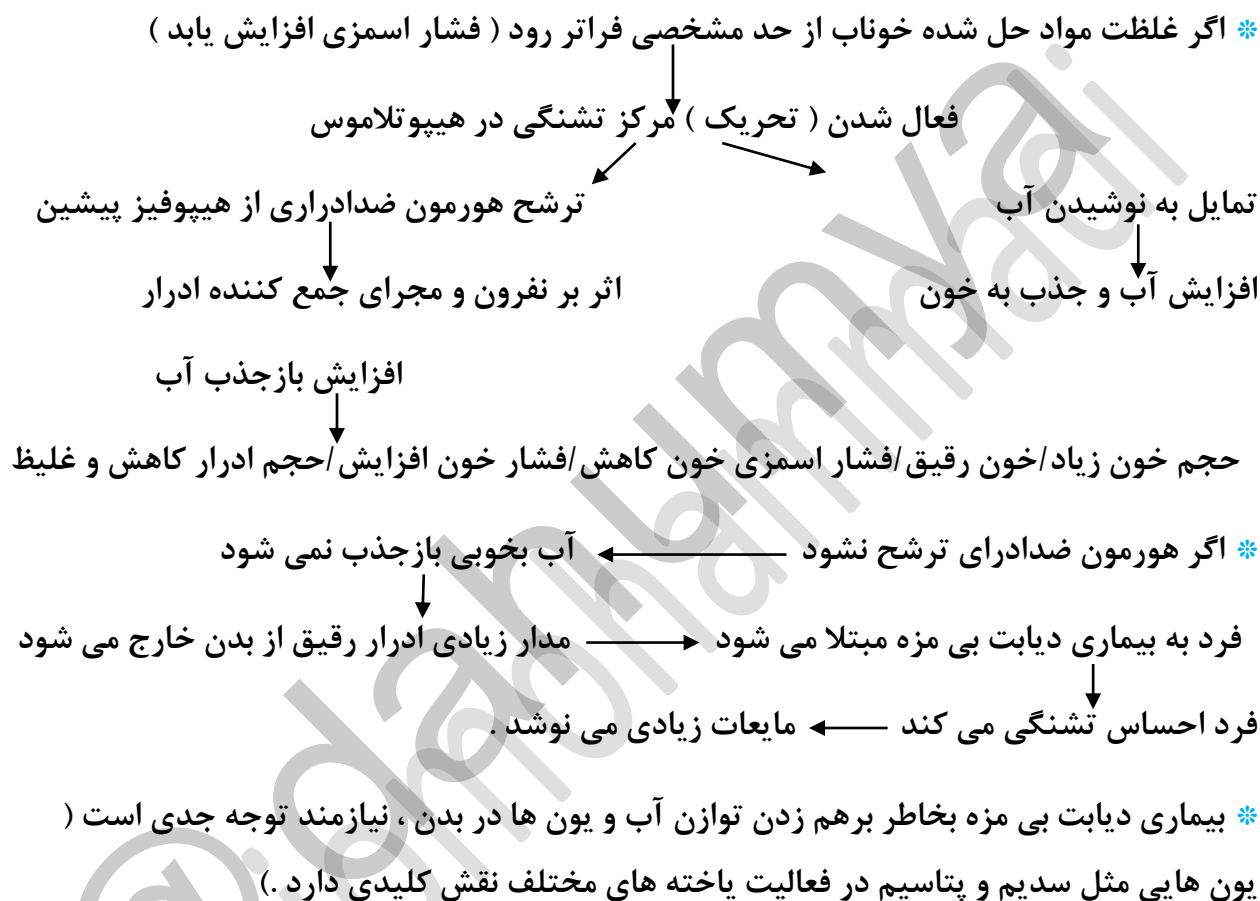 ❊ اگر غلظت مواد حل شده خوناب از حد مشخصی فراتر رود ( فشار اسمزی افزایش یابد )
فعال شدن ( تحریک ) مرکز تشنگی در هیپوتلاموس
تمایل به نوشیدن آب
ترشح هورمون ضدادراری از هیپوفیز پیشین
افزایش آب و جذب به خون
اثر بر نفرون و مجرای جمع کننده ادرار
افزایش بازجذب آب
حجم خون زیاد/خون رقیق/فشار اسمزی خون کاهش/فشار خون افزایش/حجم ادرار کاهش و غلیظ
❊ اگر هورمون ضدادرای ترشح نشود
آب بخوبی بازجذب نمی شود
فرد به بیماری دیابت بی مزه مبتلا می شود
مدار زیادی ادرار رقیق از بدن خارج می شود
فرد احساس تشنگی می کند
مایعات زیادی می نوشد .
❊ بیماری دیابت بی مزه بخاطر برهم زدن توازن آب و یون ها در بدن ، نیازمند توجه جدی است (
یون هایی مثل سدیم و پتاسیم در فعالیت یاخته های مختلف نقش کلیدی دارد .)